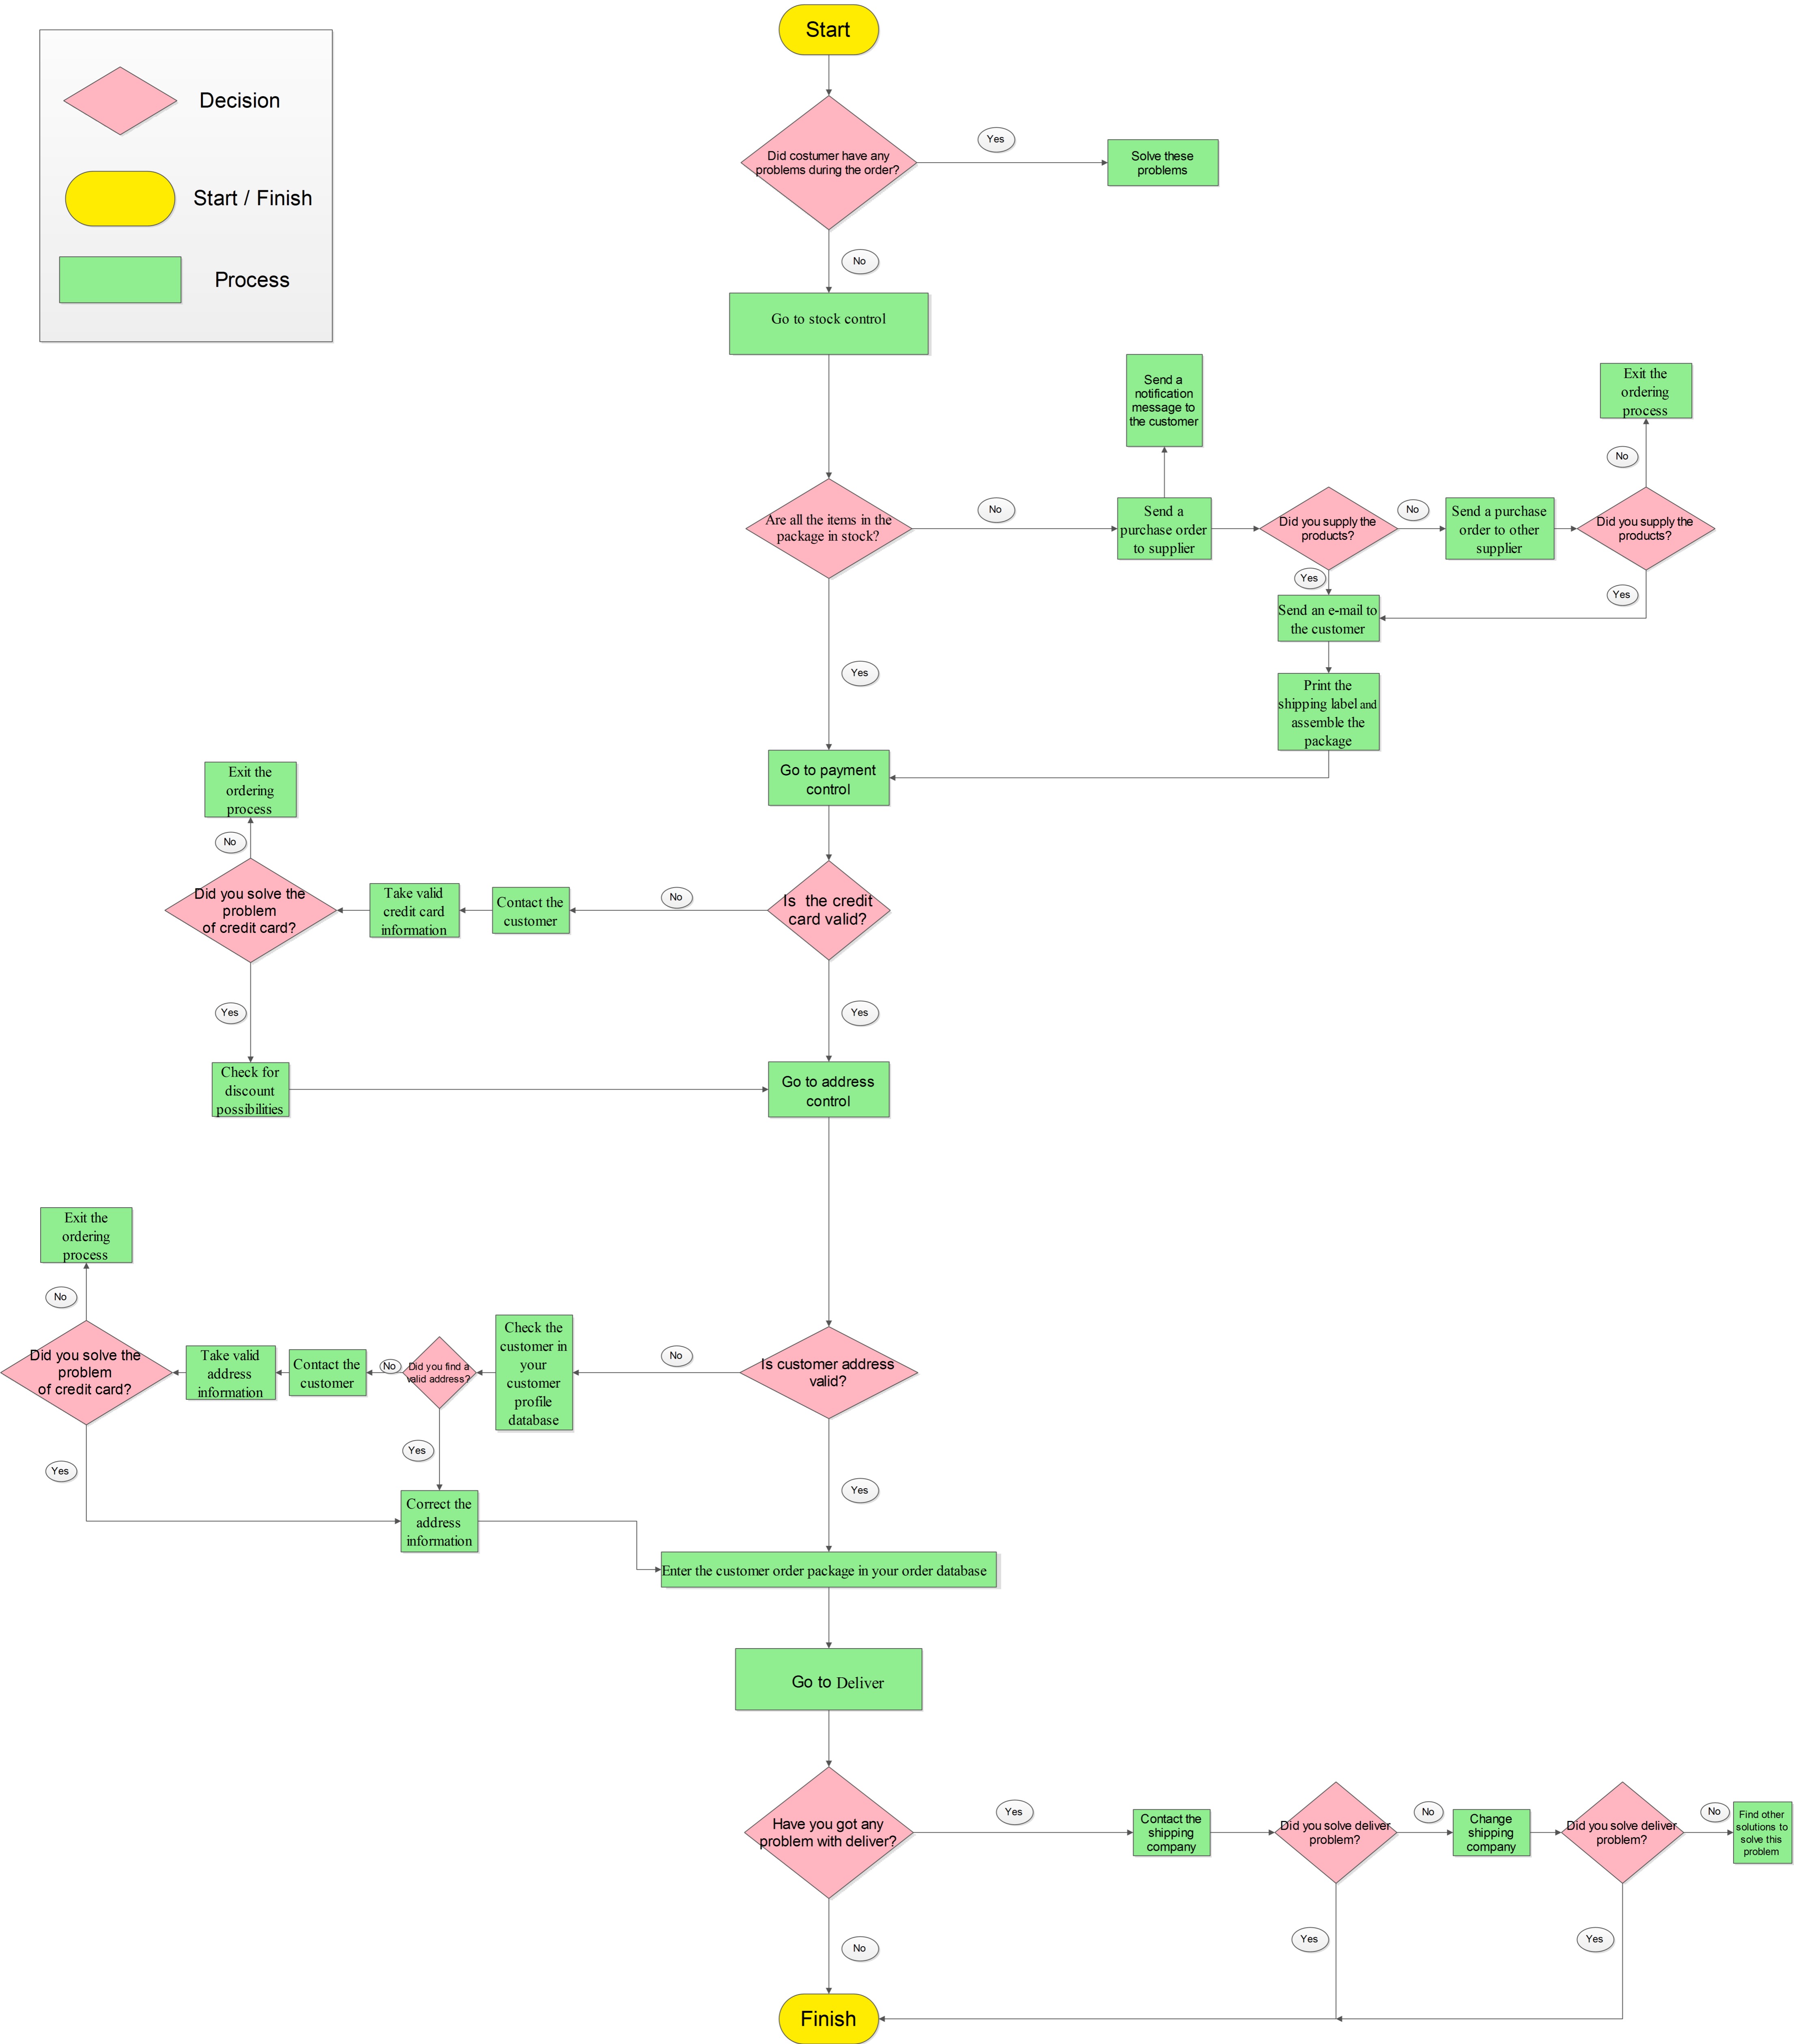 Start
Decision
Start / Finish
Process
Did costumer have any
problems during the order?
Yes
Solve these
problems
No
Go to stock control
Send a
notification
message to
the customer
Exit the
ordering
process
No
Are all the items in the
package in stock?
No
Send a
purchase order
to supplier
Did you supply the
products?
No
Send a purchase
order to other
supplier
Did you supply the
products?
Yes
Yes
Send an e-mail to
the customer
Yes
Print the
shipping label and
assemble the
package
Go to payment
control
Exit the
ordering
process
No
Did you solve the
problem
of credit card?
Take valid
credit card
information
Contact the
customer
No
Is  the credit
card valid?
Yes
Yes
Check for
discount
possibilities
Go to address
control
Exit the
ordering
process
No
Did you solve the
problem
of credit card?
Take valid
address
information
Contact the
customer
No
Did you find a
valid address?
Check the
customer in
your
customer
profile
database
No
Is customer address
valid?
Yes
Yes
Yes
Correct the
address
information
Enter the customer order package in your order database
Go to Deliver
Have you got any
problem with deliver?
Yes
Contact the
shipping
company
Did you solve deliver
problem?
No
Change
shipping
company
Did you solve deliver
problem?
No
Find other
solutions to
solve this
problem
No
Yes
Yes
Finish